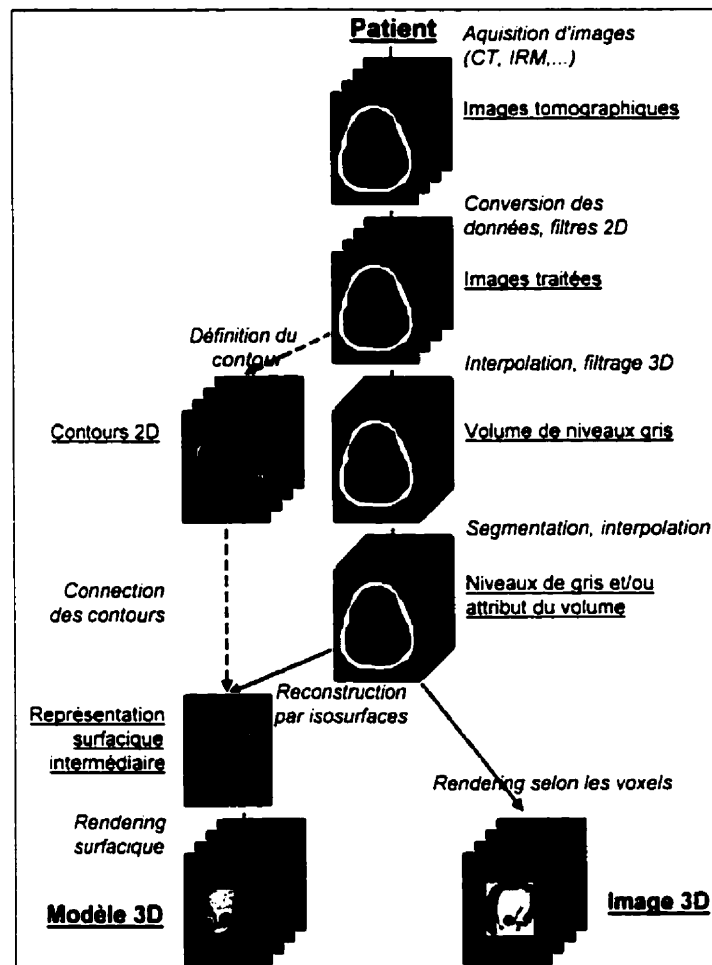 Patient
Aquisition d'images
(CT, IRM,...)
Images tomographiques
Conversion des
données, filtres 2D
Images traitées
Définition du
contour
Interpolation, filtrage 3D
Contours 2D
Volume de niveaux gris
Segmentation, interpolation
Connection
des contours
Niveaux de gris et/ou
attribut du volume
Reconstruction
par isosurfaces
Représentation
surfacique
intermédiaire
Rendering selon les voxels
Rendering
surfacique
Modèle 3D
Image 3D